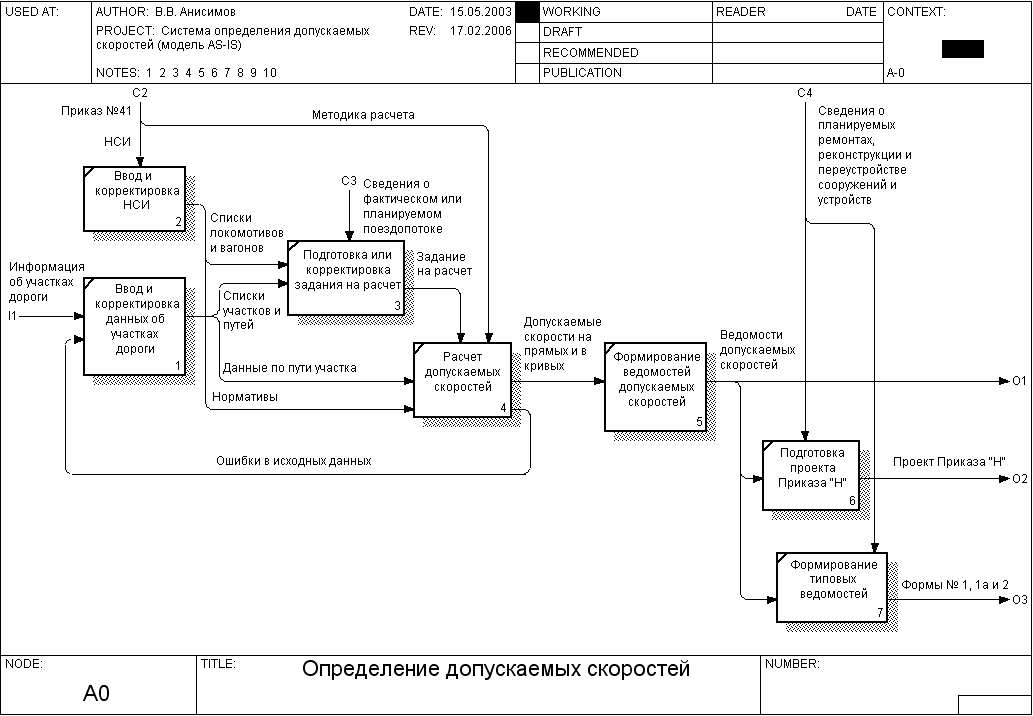 USED AT:
AUTHOR: В.В. Анисимов
DATE: 15.05.2003
WORKING
READER
DATE
CONTEXT:
PROJECT: Система определения допускаемых
REV: 17.02.2006
DRAFT
скоростей (модель AS-IS)
RECOMMENDED
NOTES: 1 2 3 4 5 6 7 8 9 10
PUBLICATION
A-0
C2
Приказ №41
Методика расчета
НСИ
Ввод и
корректировка
НСИ
2
C3
Сведения о
фактическом или
планируемом
поездопотоке
C4
Сведения о
планируемых
ремонтах,
реконструкции и
переустройстве
сооружений и
устройств
Списки
локомотивов
и вагонов
Подготовка или
корректировка
задания на расчет
3
Задание
на расчет
Информация
об участках
дороги
I1
Ввод и
корректировка
данных об
участках
дороги
1
Списки
участков и
путей
Данные по пути участка
Нормативы
Расчет
допускаемых
скоростей
4
Допускаемые
скорости на
прямых и в
кривых
Формирование
ведомостей
допускаемых
скоростей
5
Ведомости
допускаемых
скоростей
O1
Ошибки в исходных данных
Подготовка
проекта
Приказа "Н"
6
Проект Приказа "Н"
O2
Формирование
типовых
ведомостей
7
Формы № 1, 1а и 2
O3
NODE:
A0
TITLE:
Определение допускаемых скоростей
NUMBER: